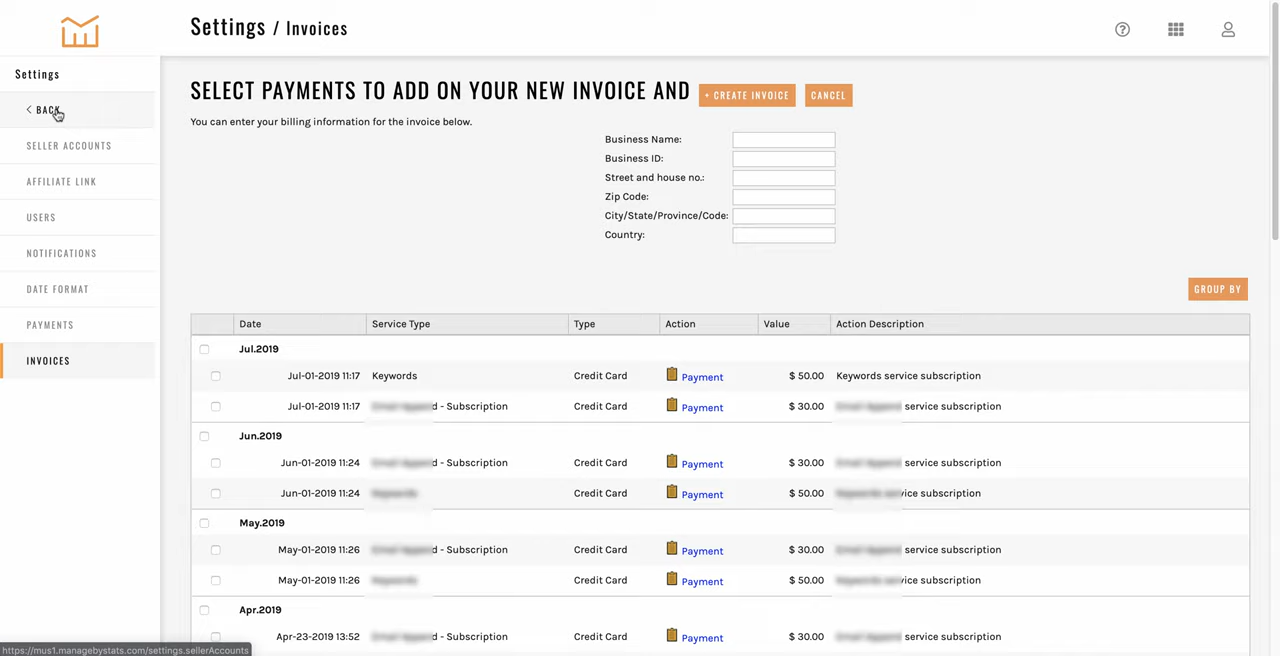 Settings / Invoices
Settings
< BACK
SELLER ACCOUNTS
AFFILIATE LINK
USERS
NOTIFICATIONS
DATE FORMAT
PAYMENTS
INVOICES
SELECT PAYMENTS TO ADD ON YOUR NEW INVOICE AND + CREATE INVOICE CANCEL
You can enter your billing information for the invoice below.
Business Name:
Business ID:
Street and house no.:
Zip Code:
City/State/Province/Code:
Country:
GROUP BY
Date Service Type Type Action Value Action Description
Jul.2019
Jul-01-2019 11:17 Keywords Credit Card Payment $ 50.00 Keywords service subscription
Jul-01-2019 11:17 - Subscription Credit Card Payment $ 30.00 service subscription
Jun.2019
Jun-01-2019 11:24 - Subscription Credit Card Payment $ 30.00 service subscription
Jun-01-2019 11:24 Credit Card Payment $ 50.00 subscription
May.2019
May-01-2019 11:26 - Subscription Credit Card Payment $ 30.00 service subscription
May-01-2019 11:26 Credit Card Payment $ 50.00 subscription
Apr.2019
Apr-23-2019 13:52 - Subscription Credit Card Payment $ 30.00 service subscription
https://mus1.managebystats.com/settings.sellerAccounts